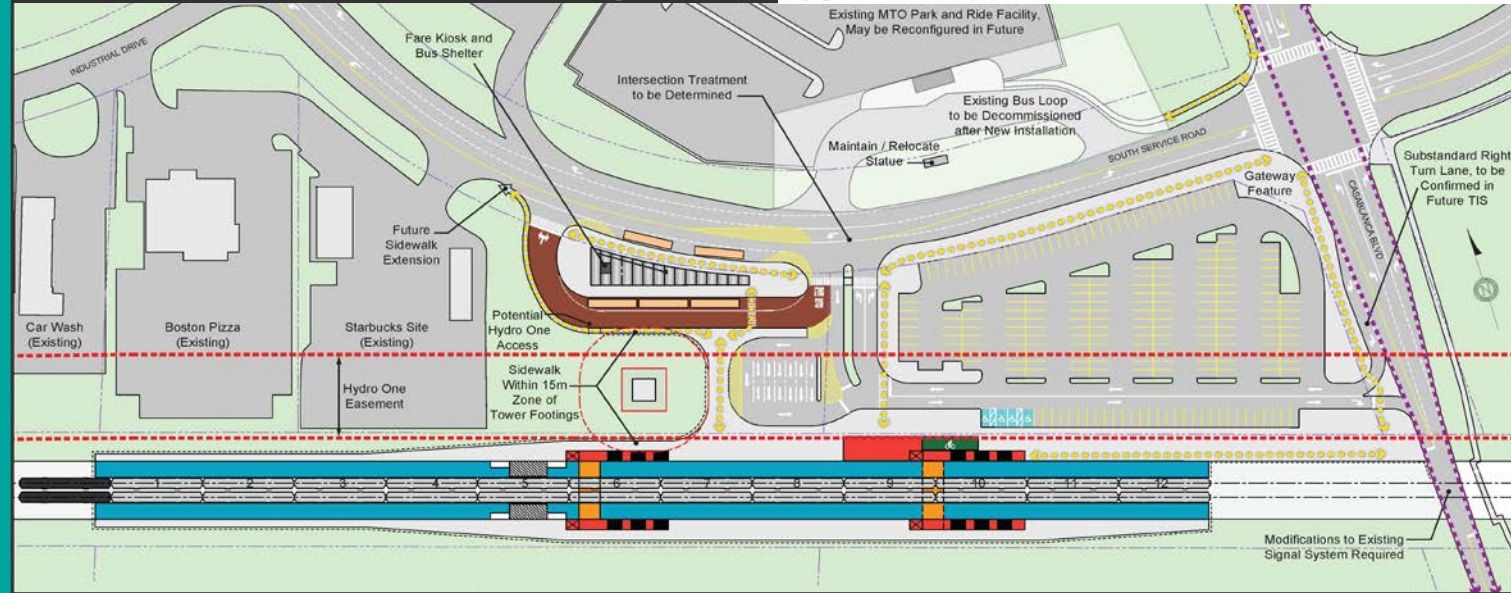 Existing MTO Park and Ride Facility,
May be Reconfigured in Future
Fare Kiosk and
Bus Shelter
INDUSTRIAL DRIVE
Intersection Treatment
to be Determined
Existing Bus Loop
to be Decommissioned
after New Installation
Maintain / Relocate
Statue
SOUTH SERVICE ROAD
Substandard Right
Turn Lane, to be
Confirmed in
Future TIS
Gateway
Feature
CASABLANCA BLVD
Future
Sidewalk
Extension
N
Potential
Hydro One
Access
Car Wash
(Existing)
Boston Pizza
(Existing)
Starbucks Site
(Existing)
Sidewalk
Within 15m
Zone of
Tower Footings
Hydro One
Easement
1 2 3 4 5 6 7 8 9 10 11 12
Modifications to Existing
Signal System Required